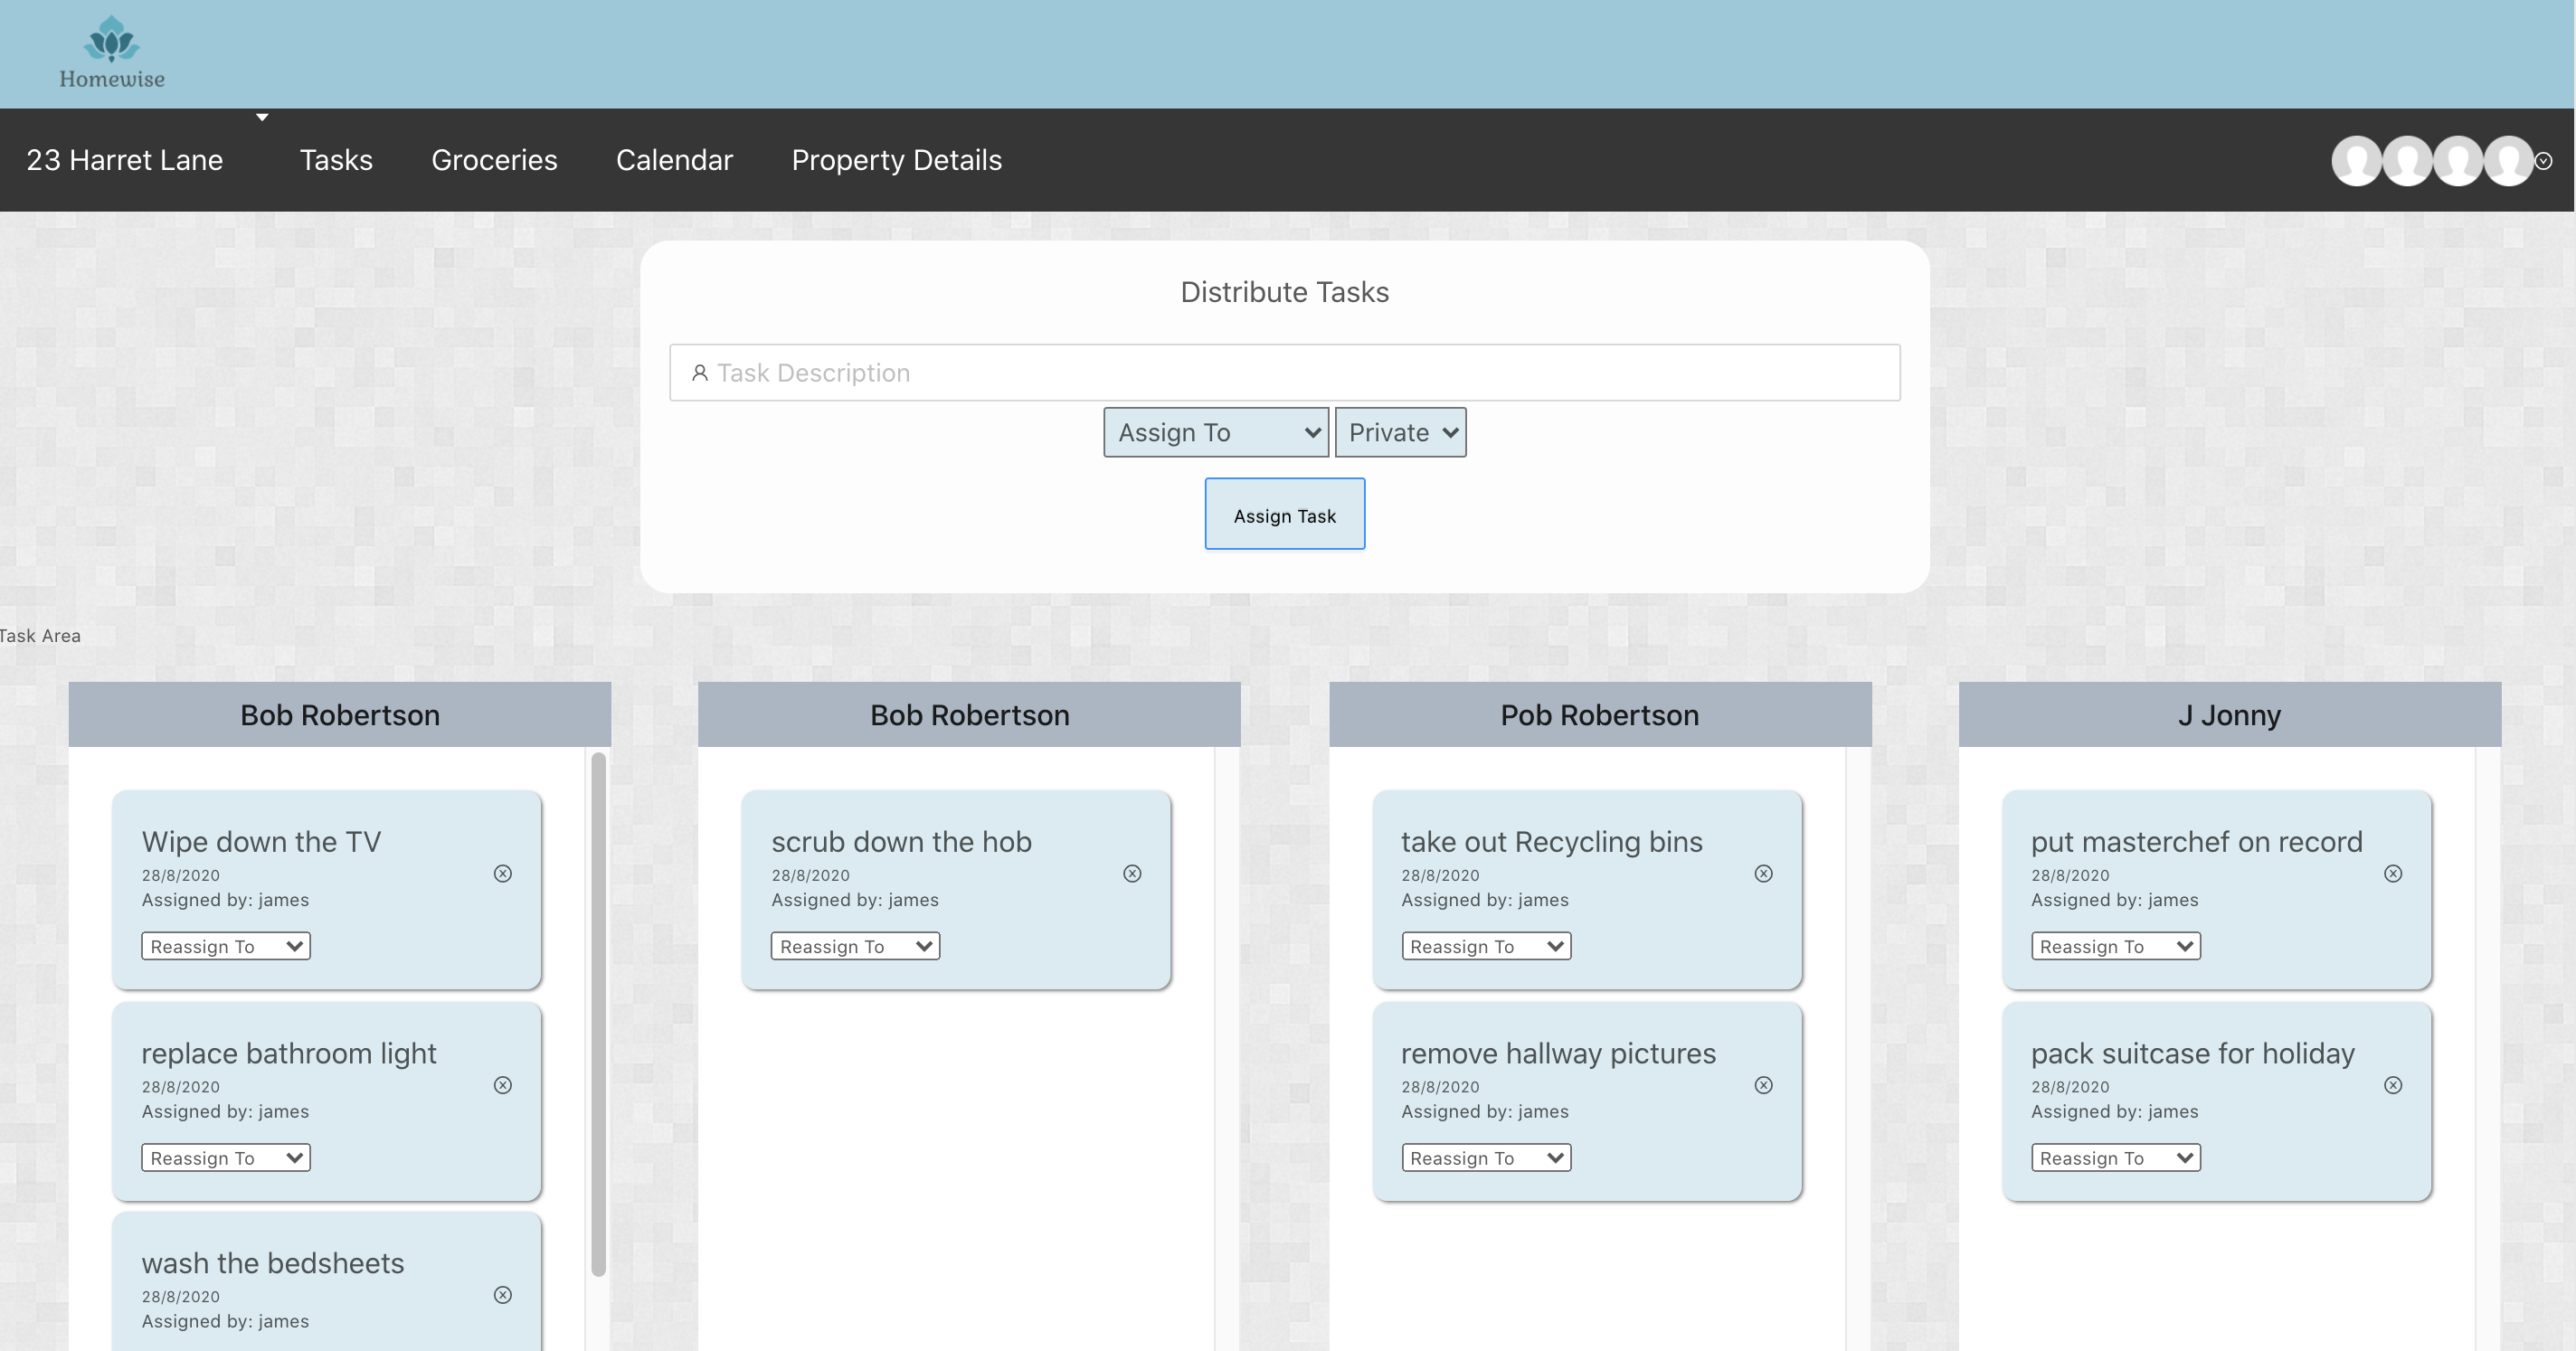 Homewise
23 Harret Lane
Tasks
Groceries
Calendar
Property Details
Distribute Tasks
Task Description
Assign To
Private
Assign Task
Task Area
Bob Robertson
Wipe down the TV
28/8/2020
Assigned by: james
Reassign To
replace bathroom light
28/8/2020
Assigned by: james
Reassign To
wash the bedsheets
28/8/2020
Assigned by: james
Bob Robertson
scrub down the hob
28/8/2020
Assigned by: james
Reassign To
Pob Robertson
take out Recycling bins
28/8/2020
Assigned by: james
Reassign To
remove hallway pictures
28/8/2020
Assigned by: james
Reassign To
J Jonny
put masterchef on record
28/8/2020
Assigned by: james
Reassign To
pack suitcase for holiday
28/8/2020
Assigned by: james
Reassign To